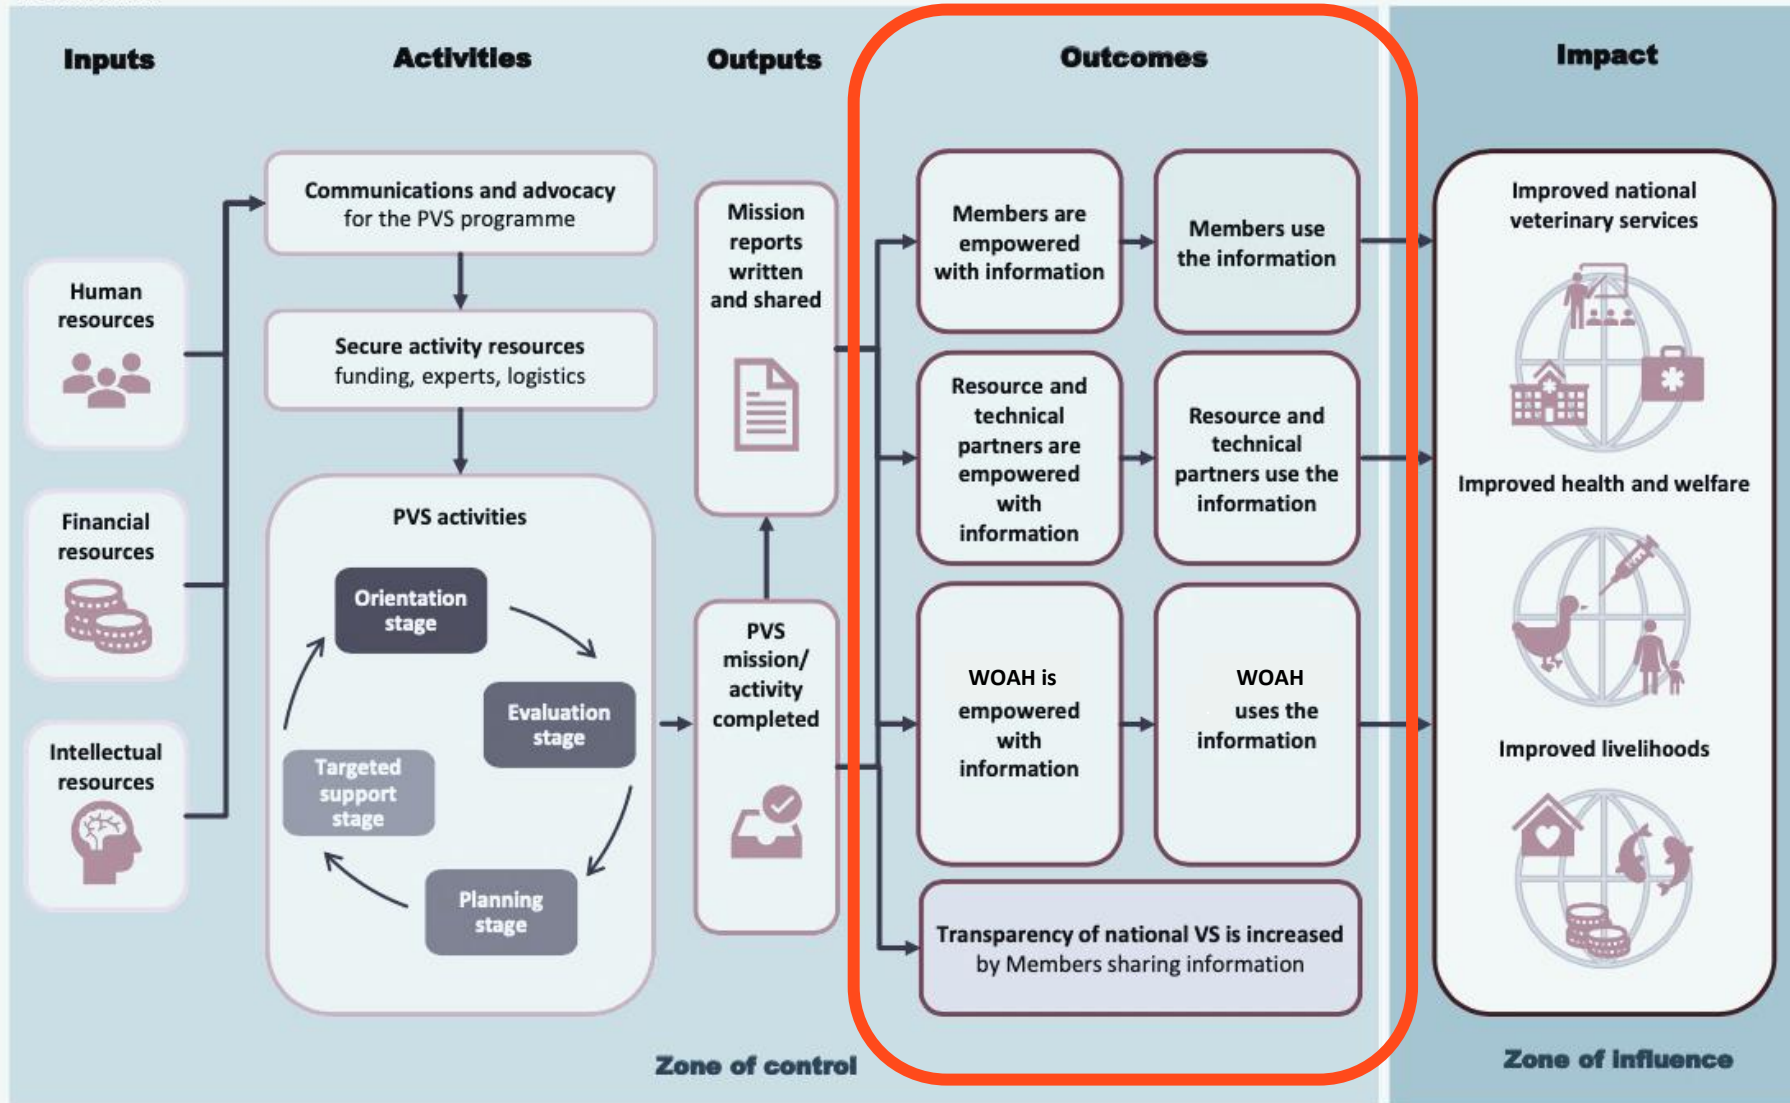 Inputs
Activities
Outputs
Outcomes
Impact
Human
resources
Financial
resources
Intellectual
resources
Communications and advocacy
for the PVS programme
Secure activity resources
funding, experts, logistics
PVS activities
Orientation
stage
Evaluation
stage
Planning
stage
Targeted
support
stage
Mission
reports
written
and shared
PVS
mission/
activity
completed
Members are
empowered
with information
Members use
the information
Resource and
technical
partners are
empowered
with
information
Resource and
technical
partners use the
information
WOAH is
empowered
with
information
WOAH
uses the
information
Transparency of national VS is increased
by Members sharing information
Improved national
veterinary services
Improved health and welfare
Improved livelihoods
Zone of control
Zone of influence